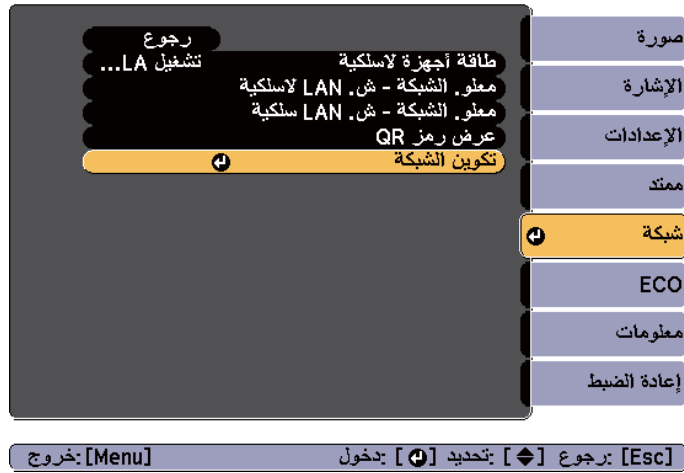 صورة
الإشارة
الإعدادات
ممتد
شبكة
ECO
معلومات
إعادة الضبط
رجوع
طاقة أجهزة لاسلكية تشغيل LA...
معلو. الشبكة - ش. LAN لاسلكية
معلو. الشبكة - ش. LAN سلكية
عرض رمز QR
تكوين الشبكة
[Esc] :رجوع [] :تحديد [] :دخول [Menu] :خروج